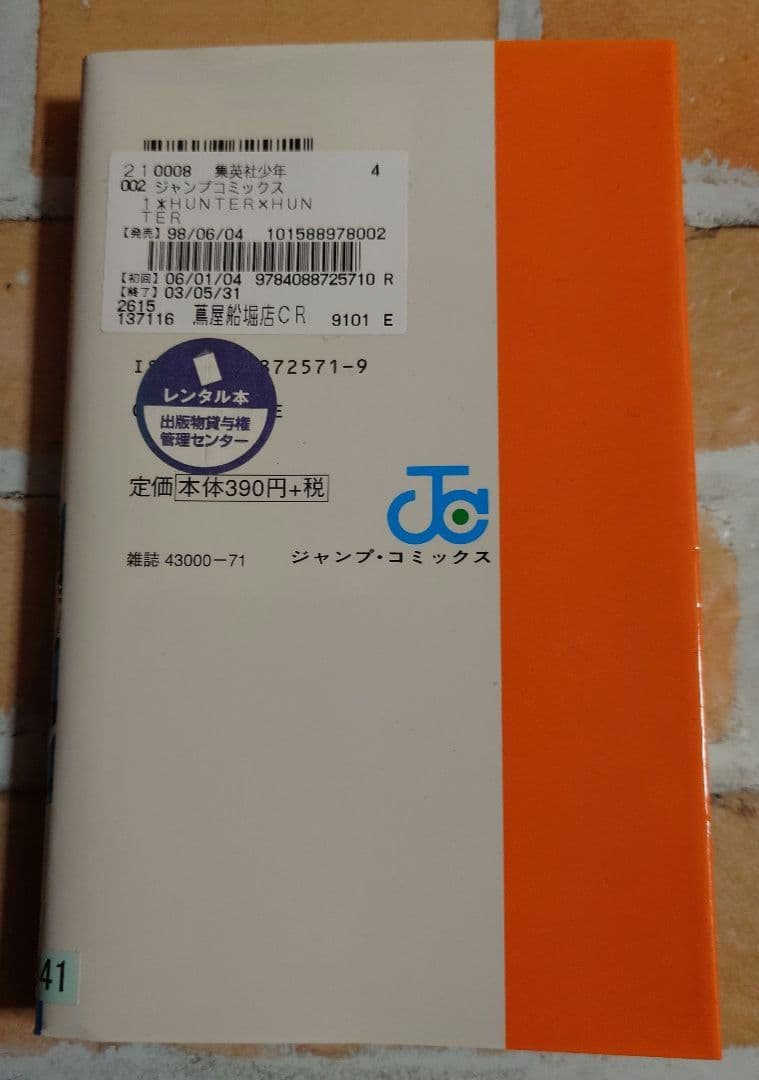 210008 集英社少年 4
002 ジャンプコミックス
1*HUNTER×HUN
TER
【発売】98/06/04 101588978002
【初回】06/01/04 9784088725710 R
【終了】03/05/31
2615
137116 蔦屋船堀店CR 9101 E
872571-9
レンタル本
出版物貸与権
管理センター
定価 本体390円+税
雑誌 43000-71
ジャンプ・コミックス
41